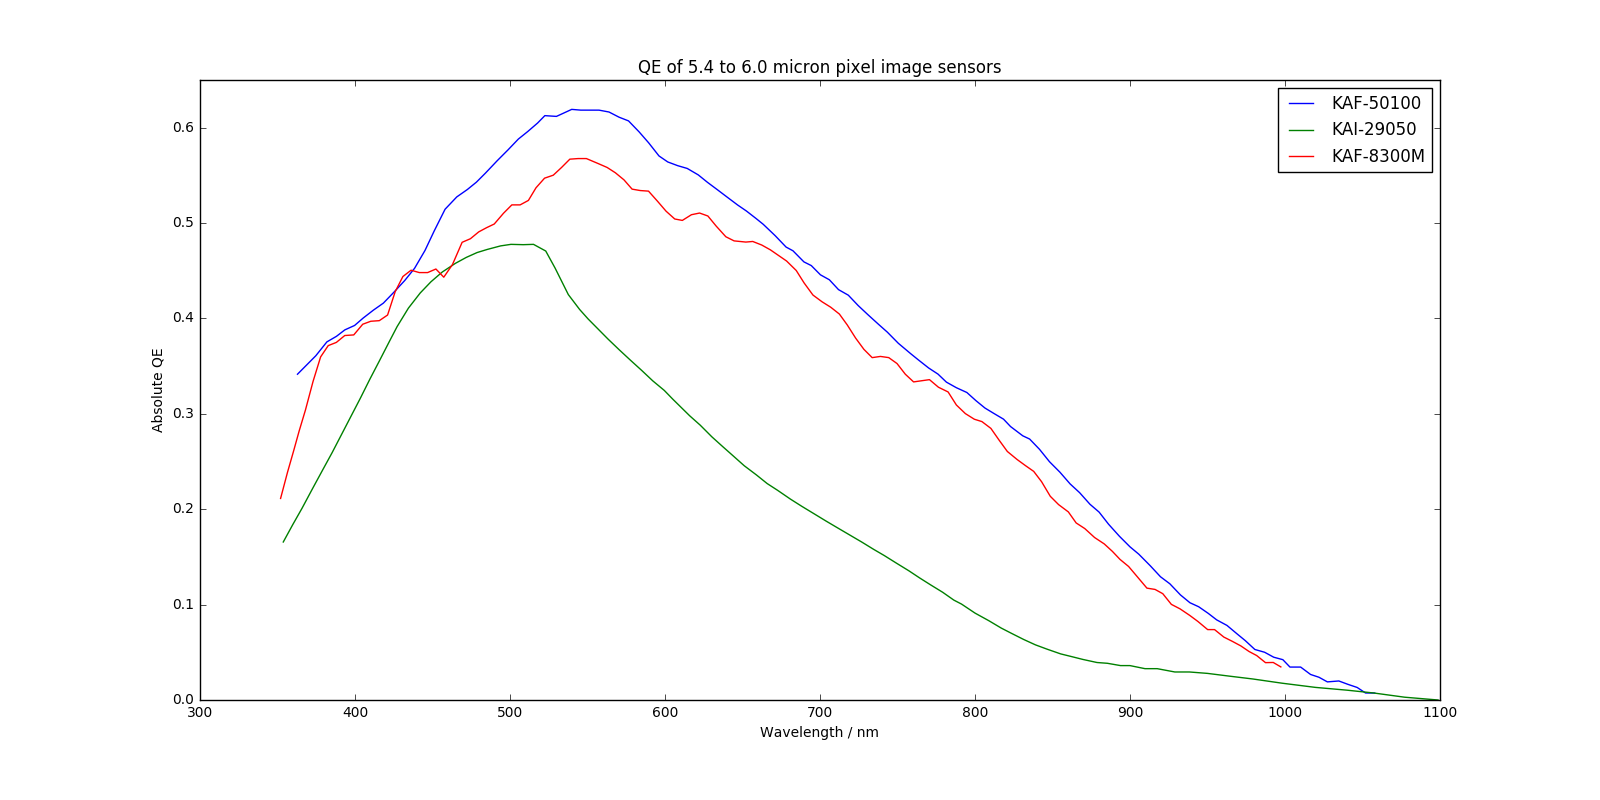 QE of 5.4 to 6.0 micron pixel image sensors
KAF-50100
KAI-29050
KAF-8300M
0.6
0.5
0.4
0.3
0.2
0.1
0.0
Absolute QE
300 400 500 600 700 800 900 1000 1100
Wavelength / nm